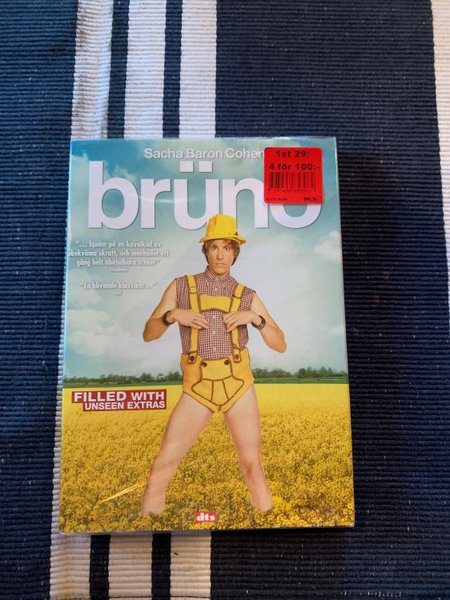 Sacha Baron Cohen
brüno
1st 29:-
4 för 100:-
"... bjuder på en kavalkad av
obekväma skratt, och innehåller en
gång helt obetalbara scener"
"En blivande klassiker..."
FILLED WITH
UNSEEN EXTRAS
dts